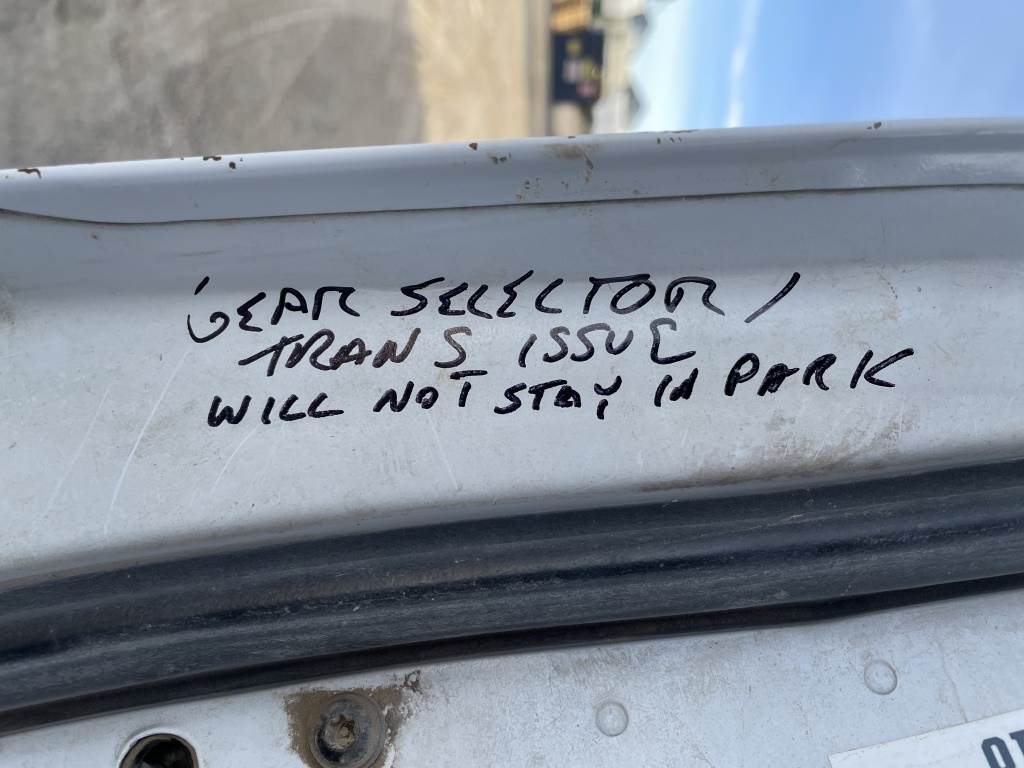 GEAR SELECTOR /
TRANS ISSUE
WILL NOT STAY IN PARK